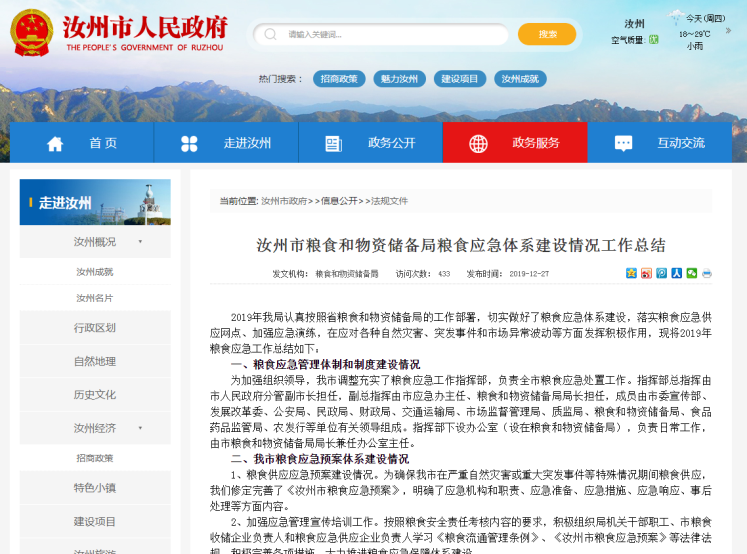 汝州市人民政府
THE PEOPLE'S GOVERNMENT OF RUZHOU
请输入关键词...
搜索
汝州
今天(周四)
18～29℃
空气质量:
小雨
热门搜索:
招商政策
魅力汝州
建设项目
汝州成就
首 页
走进汝州
政务公开
政务服务
互动交流
走进汝州
汝州概况
汝州成就
汝州名片
行政区划
自然地理
历史文化
汝州经济
招商政策
特色小镇
建设项目
汝州旅游
当前位置: 汝州市政府>>信息公开>>法规文件
汝州市粮食和物资储备局粮食应急体系建设情况工作总结
发文机构: 粮食和物资储备局 访问次数: 433 发布时间: 2019-12-27
2019年我局认真按照省粮食和物资储备局的工作部署，切实做好了粮食应急体系建设，落实粮食应急供
应网点、加强应急演练，在应对各种自然灾害、突发事件和市场异常波动等方面发挥积极作用，现将2019年
粮食应急工作总结如下:
一、粮食应急管理体制和制度建设情况
为加强组织领导，我市调整充实了粮食应急工作指挥部，负责全市粮食应急处置工作。指挥部总指挥由
市人民政府分管副市长担任，副总指挥由市应急办主任、粮食和物资储备局局长担任，成员由市委宣传部、
发展改革委、公安局、民政局、财政局、交通运输局、市场监督管理局、质监局、粮食和物资储备局、食品
药品监管局、农发行等单位有关领导组成。指挥部下设办公室（设在粮食和物资储备局），负责日常工作，
由市粮食和物资储备局局长兼任办公室主任。
二、我市粮食应急预案体系建设情况
1、粮食供应应急预案建设情况。为确保我市在严重自然灾害或重大突发事件等特殊情况期间粮食供应，
我们修定完善了《汝州市粮食应急预案》，明确了应急机构和职责、应急准备、应急措施、应急响应、事后
处理等方面内容。
2、加强应急管理宣传培训工作。按照粮食安全责任考核内容的要求，积极组织局机关干部职工、市粮食
收储企业负责人和粮食应急供应企业负责人学习《粮食流通管理条例》、《汝州市粮食应急预案》等法律法
规，积极完善各项措施，大力推进粮食应急保障体系建设